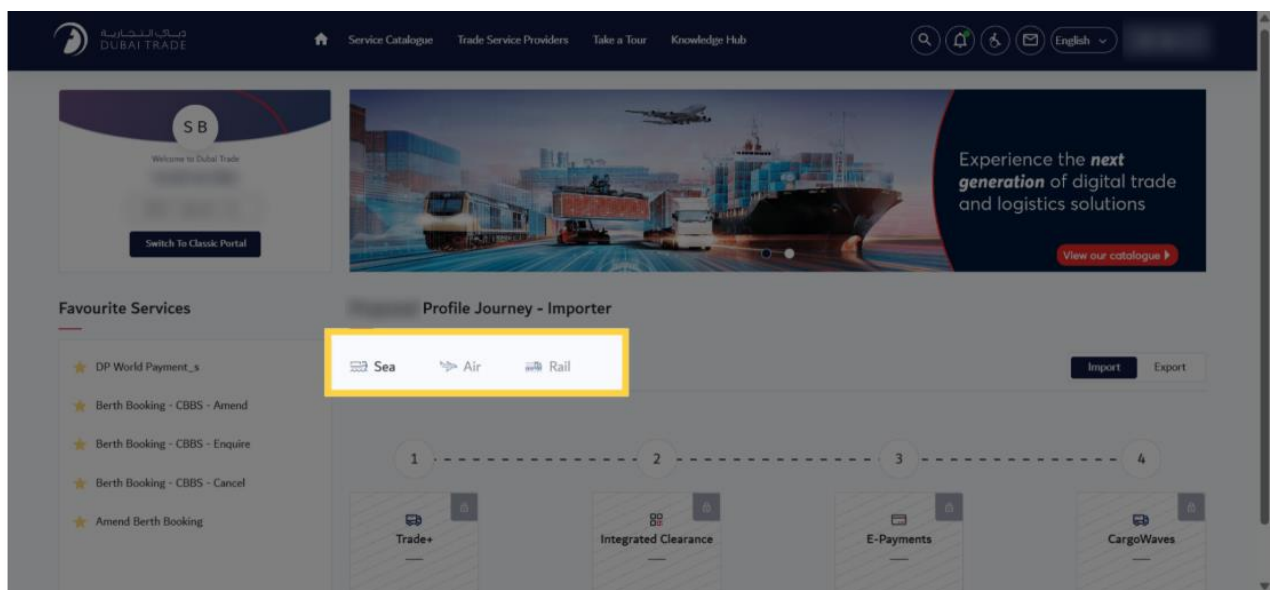 دبي التجارية
DUBAI TRADE
Service Catalogue
Trade Service Providers
Take a Tour
Knowledge Hub
English
S B
Welcome to Dubai Trade
Switch To Classic Portal
Experience the next
generation of digital trade
and logistics solutions
View our catalogue
Favourite Services
DP World Payment_s
Berth Booking - CBBS - Amend
Berth Booking - CBBS - Enquire
Berth Booking - CBBS - Cancel
Amend Berth Booking
Profile Journey - Importer
Sea
Air
Rail
Import
Export
1
2
3
4
Trade+
Integrated Clearance
E-Payments
CargoWaves